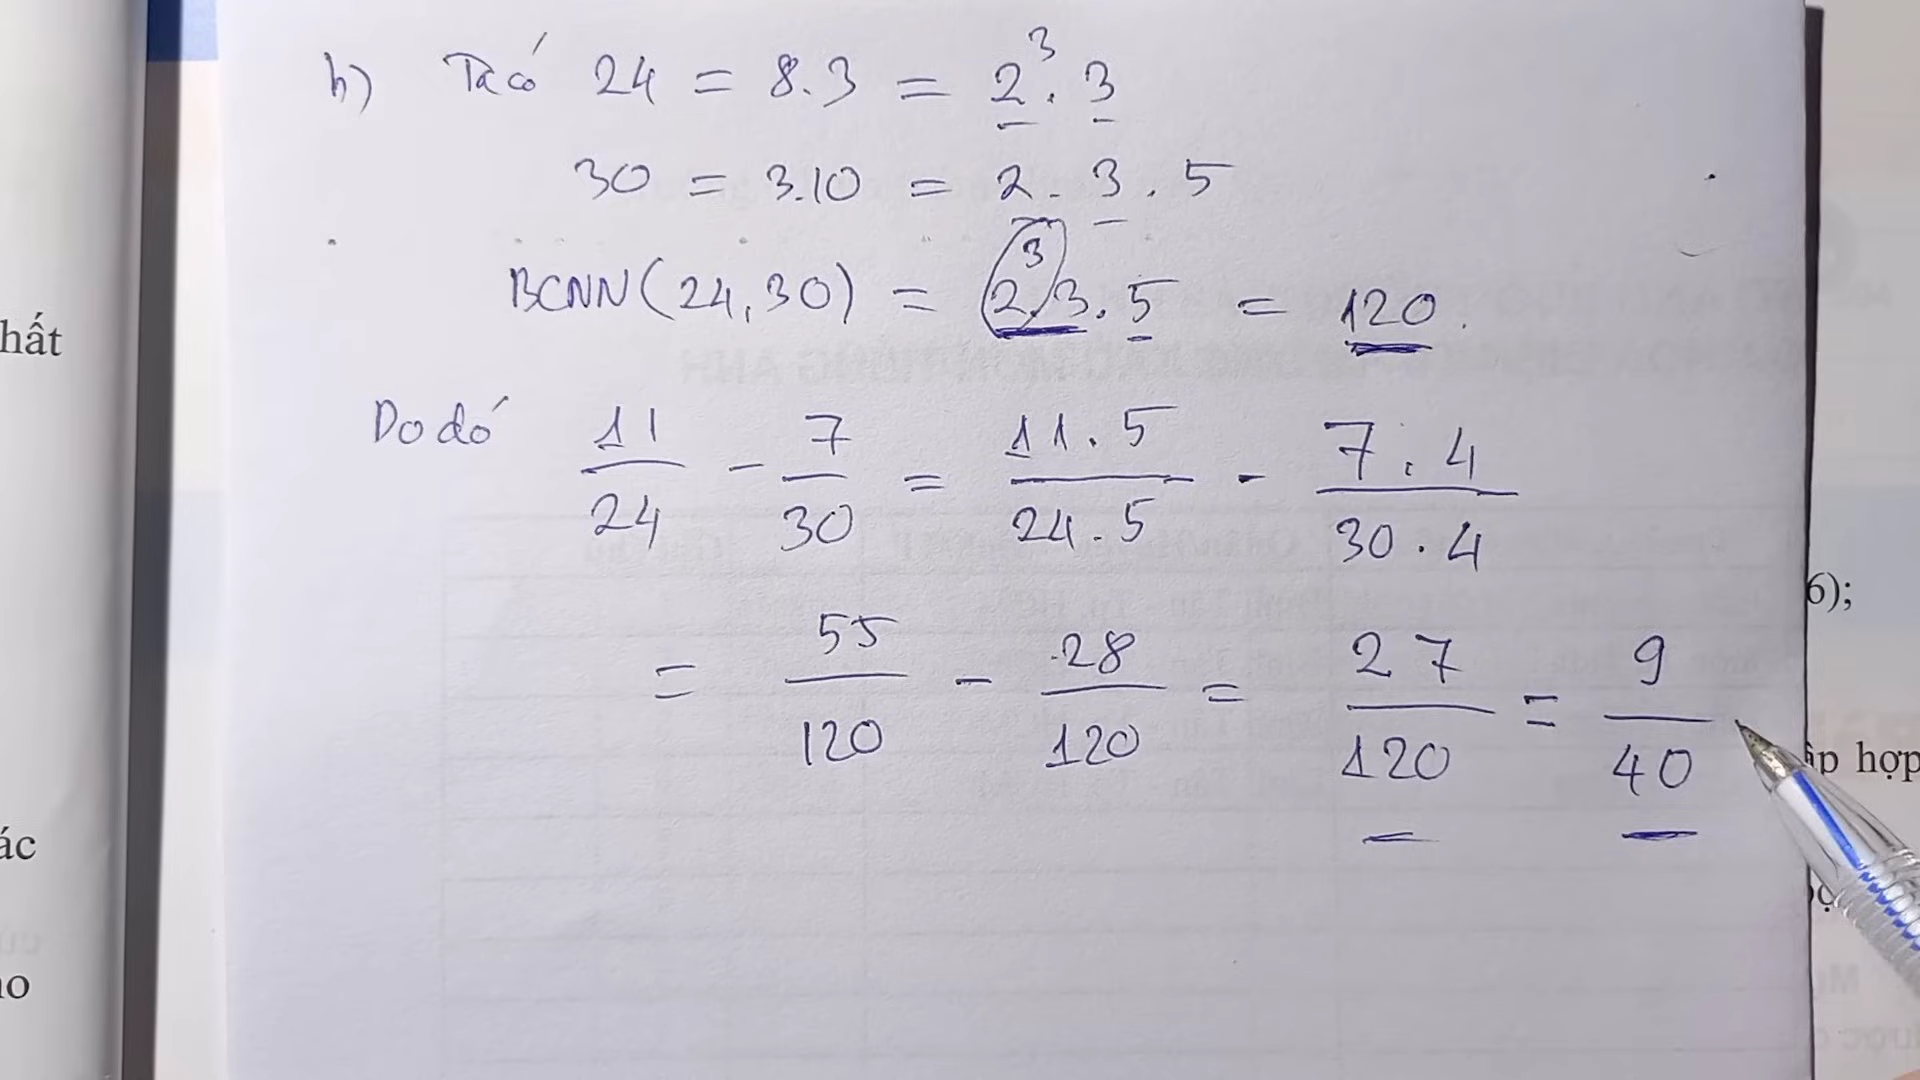 h) Ta có 24 = 8.3 = 2³.3
30 = 3.10 = 2.3.5
BCNN(24,30) = 2³.3.5 = 120.
Do đó 11/24 - 7/30 = 11.5/24.5 - 7.4/30.4
= 55/120 - 28/120 = 27/120 = 9/40
hất
ác
6);
ập hợp